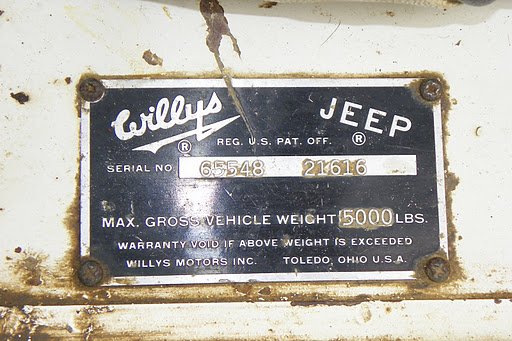 Willys JEEP
® REG. U.S. PAT. OFF. ®
SERIAL NO 65548 21616
MAX. GROSS VEHICLE WEIGHT 5000 LBS.
WARRANTY VOID IF ABOVE WEIGHT IS EXCEEDED
WILLYS MOTORS INC. TOLEDO, OHIO U.S.A.